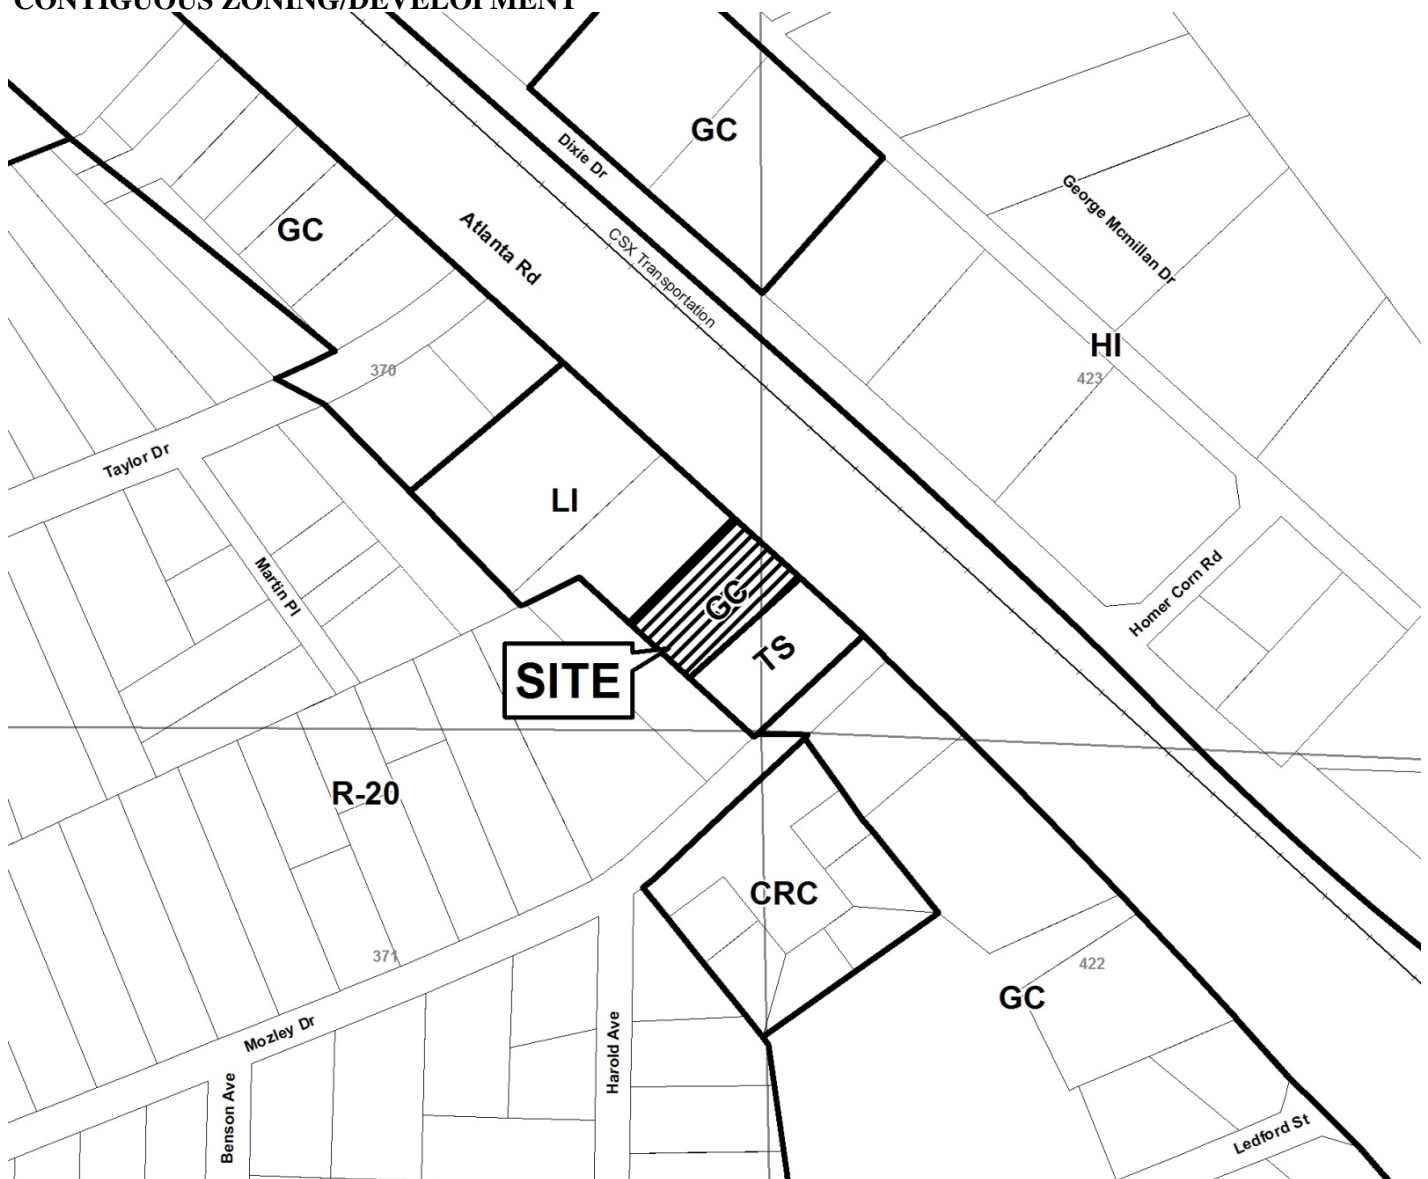 CONTIGUOUS ZONING/DEVELOPMENT
GC
Dixie Dr
George Mcmillan Dr
GC
Atlanta Rd
CSX Transportation
HI
370
423
Taylor Dr
LI
Martin Pl
GC
Homer Corn Rd
TS
SITE
R-20
CRC
371
422
GC
Mozley Dr
Harold Ave
Benson Ave
Ledford St